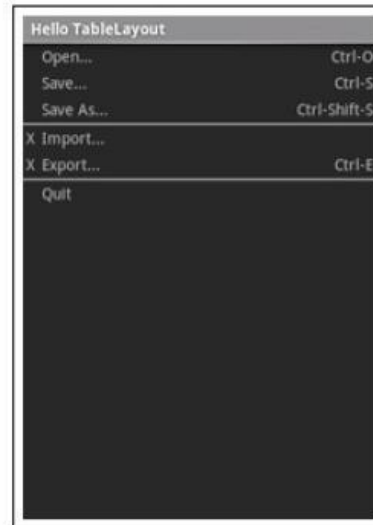 Hello TableLayout
Open... Ctrl-O
Save... Ctrl-S
Save As... Ctrl-Shift-S
X Import...
X Export... Ctrl-E
Quit